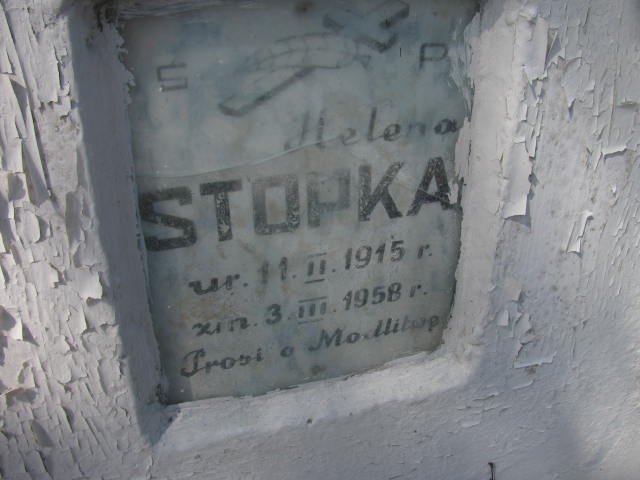 Ś P
Helena
STOPKA
ur. 11. II. 1915 r.
zm. 3. III. 1958 r.
Prosi o Modlitwę